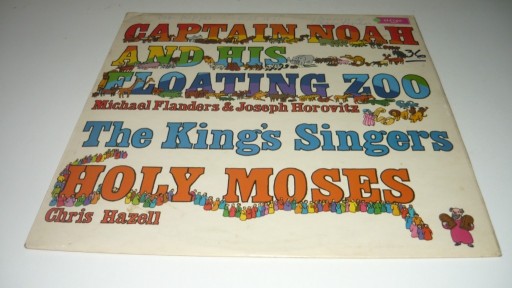 CAPTAIN NOAH
AND HIS
FLOATING ZOO
Michael Flanders & Joseph Horovitz
The King's Singers
HOLY MOSES
Chris Hazell